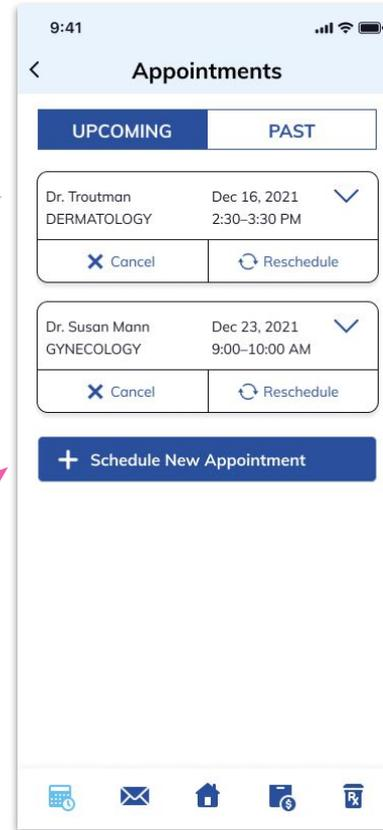 9:41
Appointments
UPCOMING PAST
Dr. Troutman Dec 16, 2021
DERMATOLOGY 2:30–3:30 PM
Cancel Reschedule
Dr. Susan Mann Dec 23, 2021
GYNECOLOGY 9:00–10:00 AM
Cancel Reschedule
+ Schedule New Appointment
$ Rx